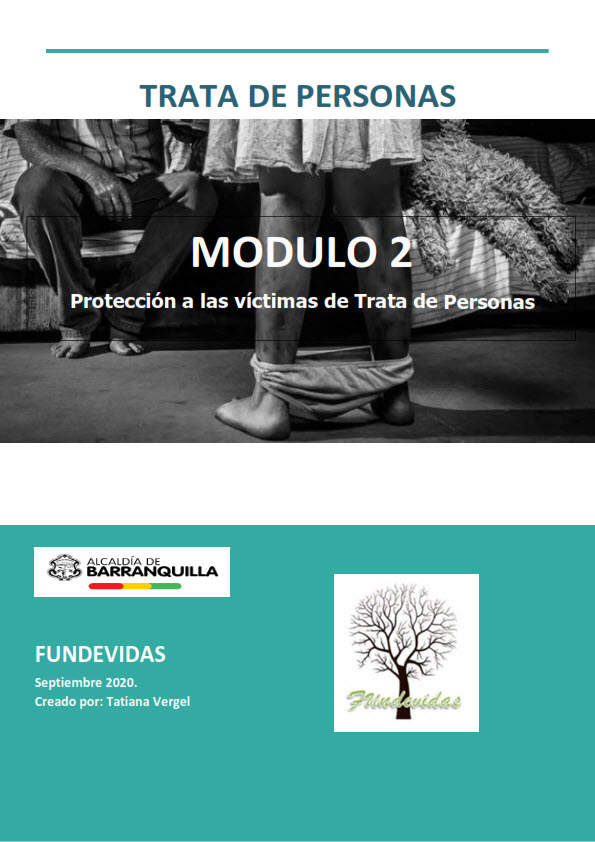 TRATA DE PERSONAS
MODULO 2
Protección a las víctimas de Trata de Personas
ALCALDÍA DE
BARRANQUILLA
FUNDEVIDAS
Septiembre 2020.
Creado por: Tatiana Vergel
Fundevidas